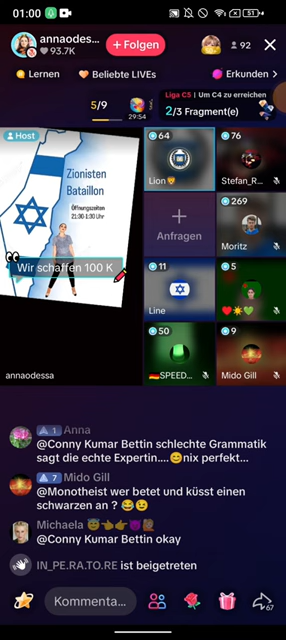 01:00
51
annaodes...
93.7K
+ Folgen
92
Lernen
Beliebte LIVEs
Erkunden
5/9
29:54
Liga C5 | Um C4 zu erreichen
2/3 Fragment(e)
Host
Zionisten
Bataillon
Öffnungszeiten
21:00-1:00 Uhr
Wir schaffen 100 K
annaodessa
64
Lion
76
Stefan_R...
Anfragen
269
Moritz
11
Line
5
50
SPEED...
9
Mido Gill
1 Anna
@Conny Kumar Bettin schlechte Grammatik
sagt die echte Expertin....😊nix perfekt...
7 Mido Gill
@Monotheist wer betet und küsst einen
schwarzen an ? 😂😉
Michaela
@Conny Kumar Bettin okay
IN_PE.RA.TO.RE ist beigetreten
Kommenta...
67